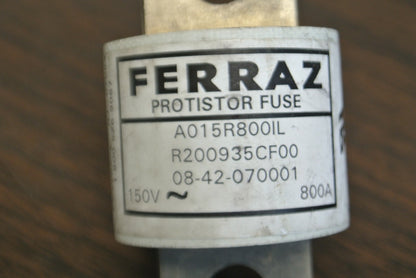 FERRAZ
PROTISTOR FUSE
A015R800IL
R200935CF00
08-42-070001
150V ~ 800A